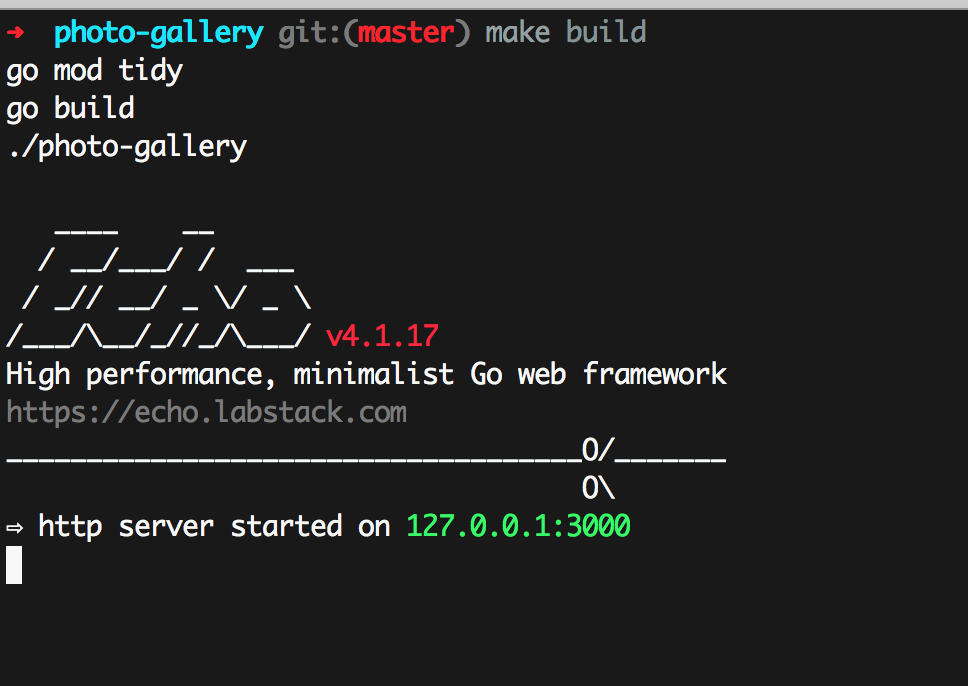 ➜  photo-gallery git:(master) make build
go mod tidy
go build
./photo-gallery

   ____    __
  / __/___/ /  ___
 / _// __/ _ \/ _ \
/___/\__/_//_/\___/ v4.1.17
High performance, minimalist Go web framework
https://echo.labstack.com
____________________________________O/_______
                                    O\
⇨ http server started on 127.0.0.1:3000